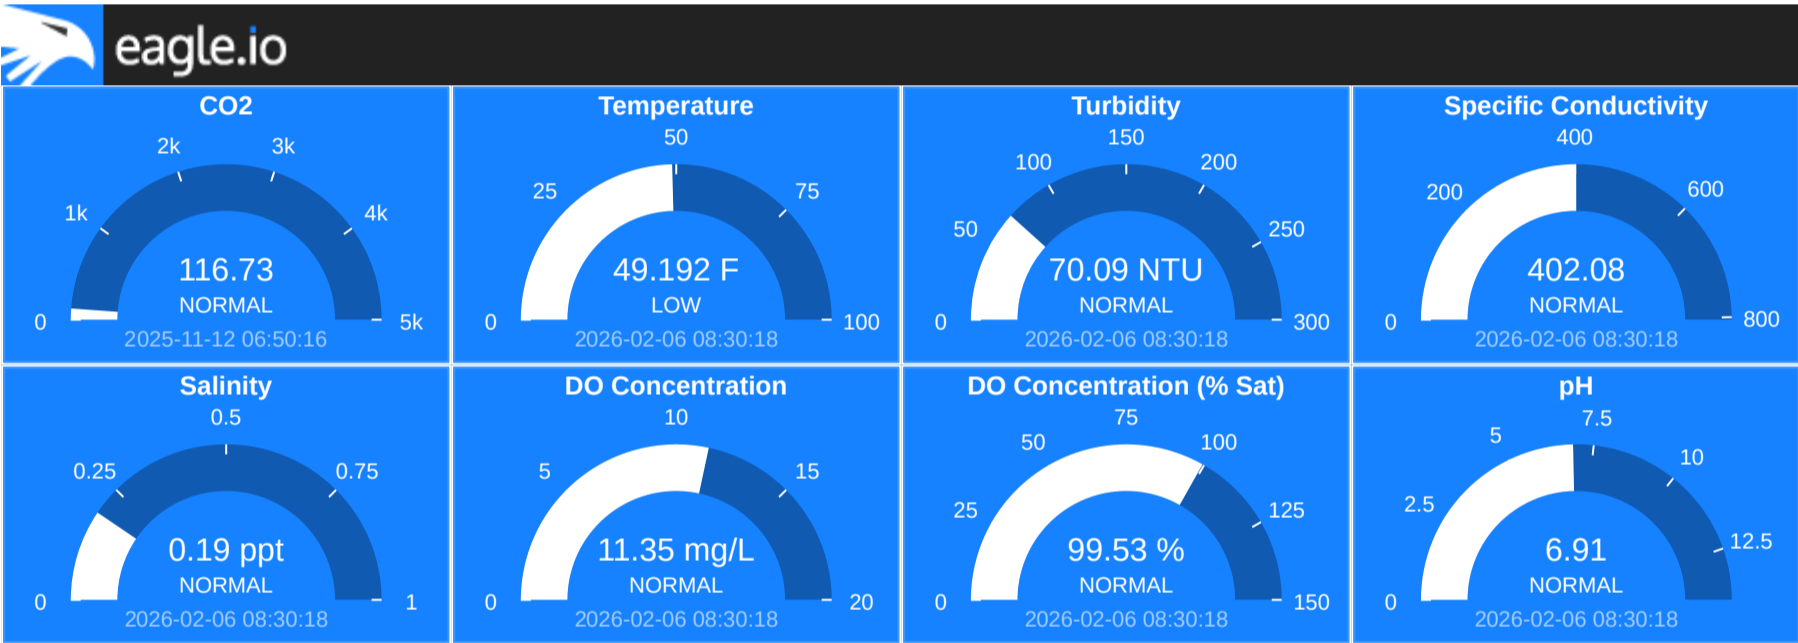 eagle.io
CO2
2k
3k
1k
4k
116.73
NORMAL
0
5k
2025-11-12 06:50:16
Temperature
50
25
75
49.192 F
LOW
0
100
2026-02-06 08:30:18
Turbidity
150
100
200
50
250
70.09 NTU
NORMAL
0
300
2026-02-06 08:30:18
Specific Conductivity
400
200
600
402.08
NORMAL
0
800
2026-02-06 08:30:18
Salinity
0.5
0.25
0.75
0.19 ppt
NORMAL
0
1
2026-02-06 08:30:18
DO Concentration
10
5
15
11.35 mg/L
NORMAL
0
20
2026-02-06 08:30:18
DO Concentration (% Sat)
75
50
100
25
125
99.53 %
NORMAL
0
150
2026-02-06 08:30:18
pH
7.5
5
10
2.5
12.5
6.91
NORMAL
0
2026-02-06 08:30:18